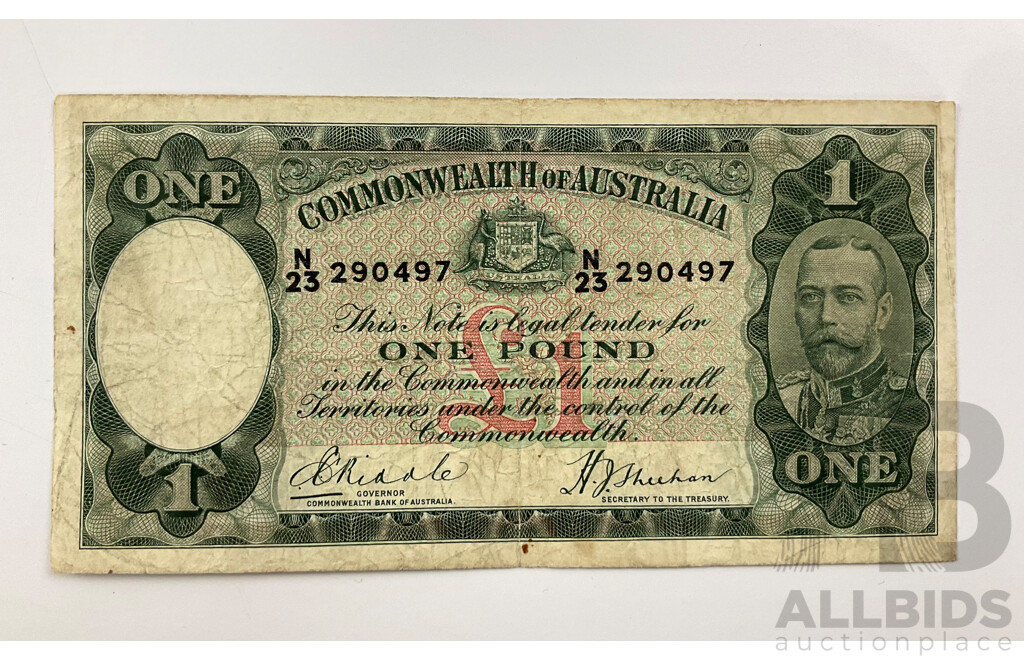 ONE
1
COMMONWEALTH OF AUSTRALIA
N
23 290497
N
23 290497
This Note is legal tender for
ONE POUND
£1
in the Commonwealth and in all
Territories under the control of the
Commonwealth.
E Riddle
GOVERNOR
COMMONWEALTH BANK OF AUSTRALIA.
H.J Sheehan
SECRETARY TO THE TREASURY.
1
ONE
AB
ALLBIDS
auctionplace